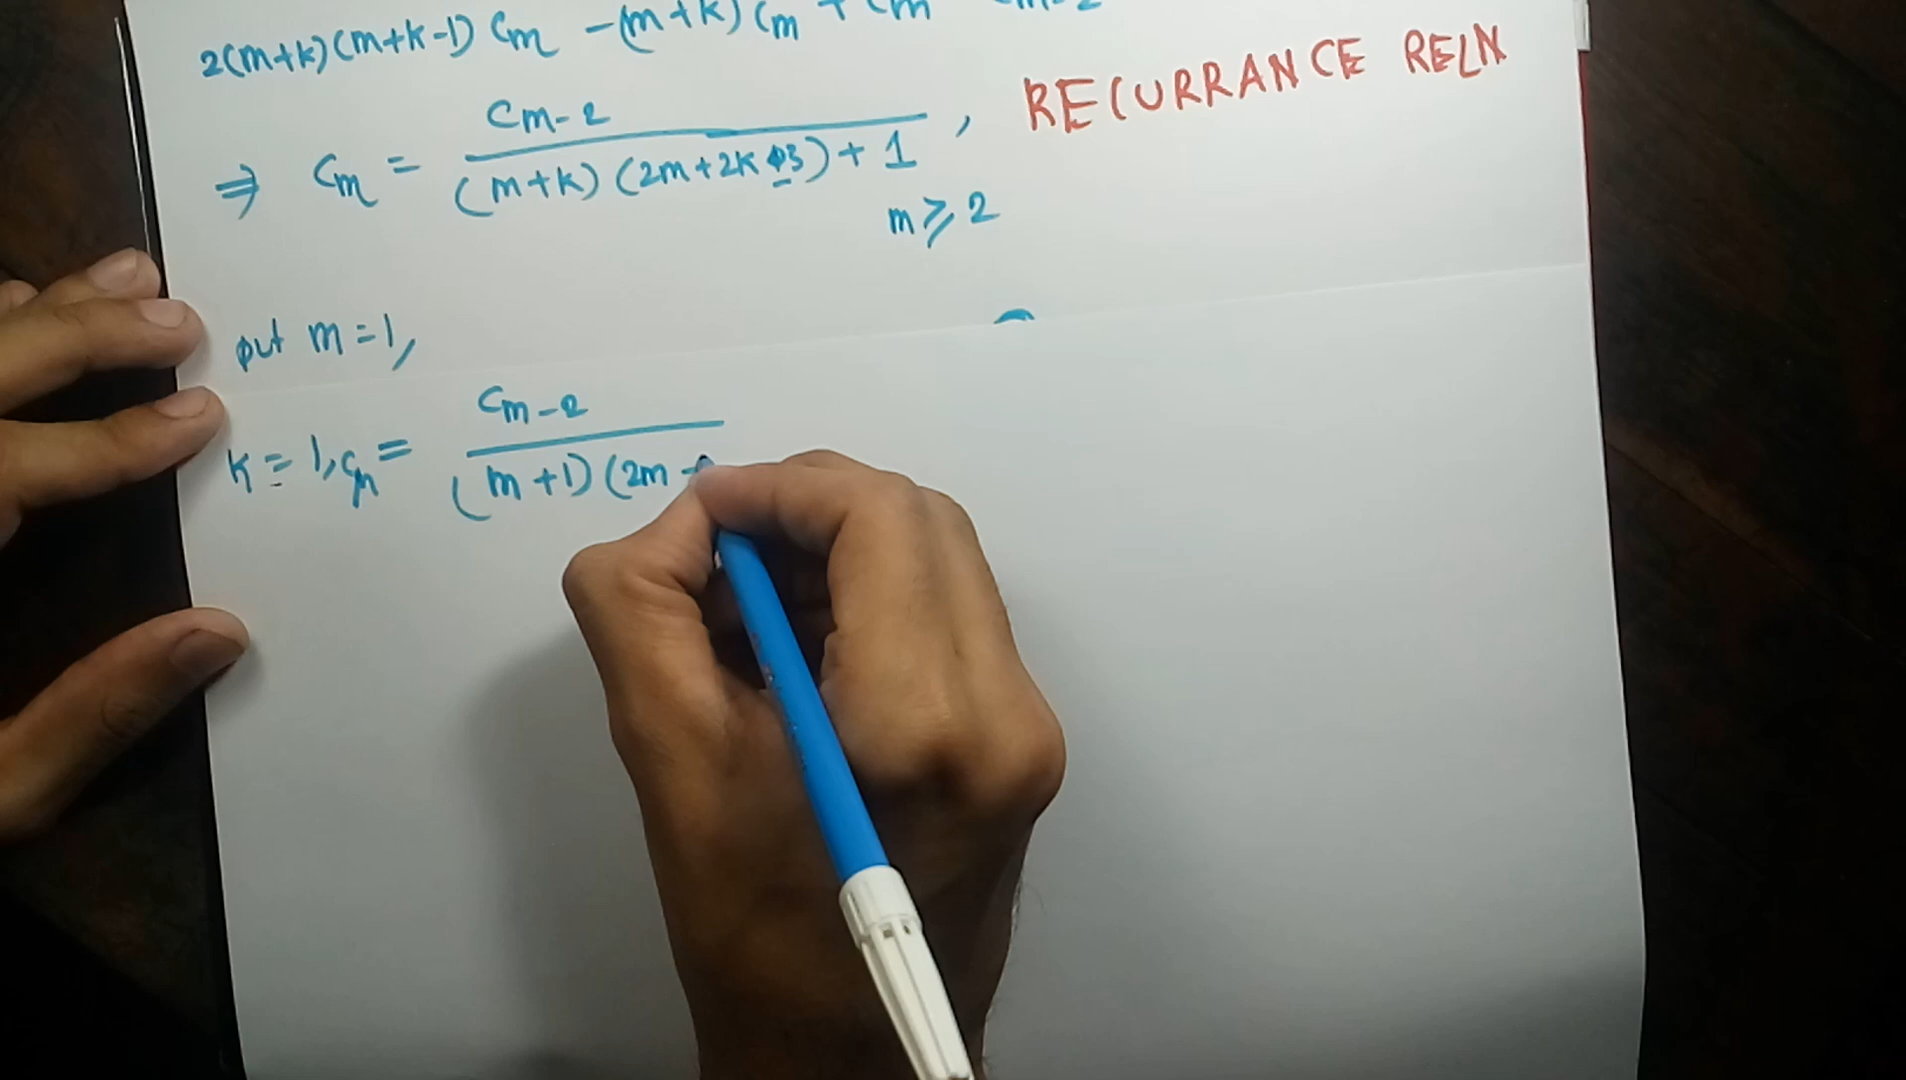 2(m+k)(m+k-1) Cm -(m+k) Cm + Cm
Cm-2
⇒ Cm = (m+k) (2m+2k-3) + 1 , RECURRANCE RELN
m ≥ 2
put m=1,
Cm-2
k = 1, Cm = (m+1) (2m